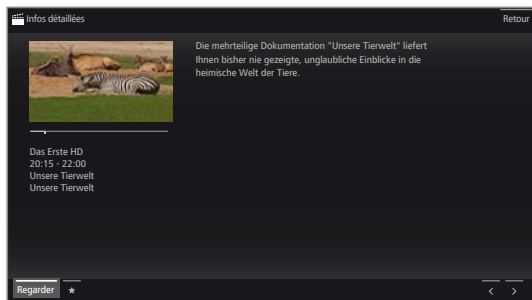 Infos détaillées
Retour
Die mehrteilige Dokumentation "Unsere Tierwelt" liefert
Ihnen bisher nie gezeigte, unglaubliche Einblicke in die
heimische Welt der Tiere.
Das Erste HD
20:15 - 22:00
Unsere Tierwelt
Unsere Tierwelt
Regarder